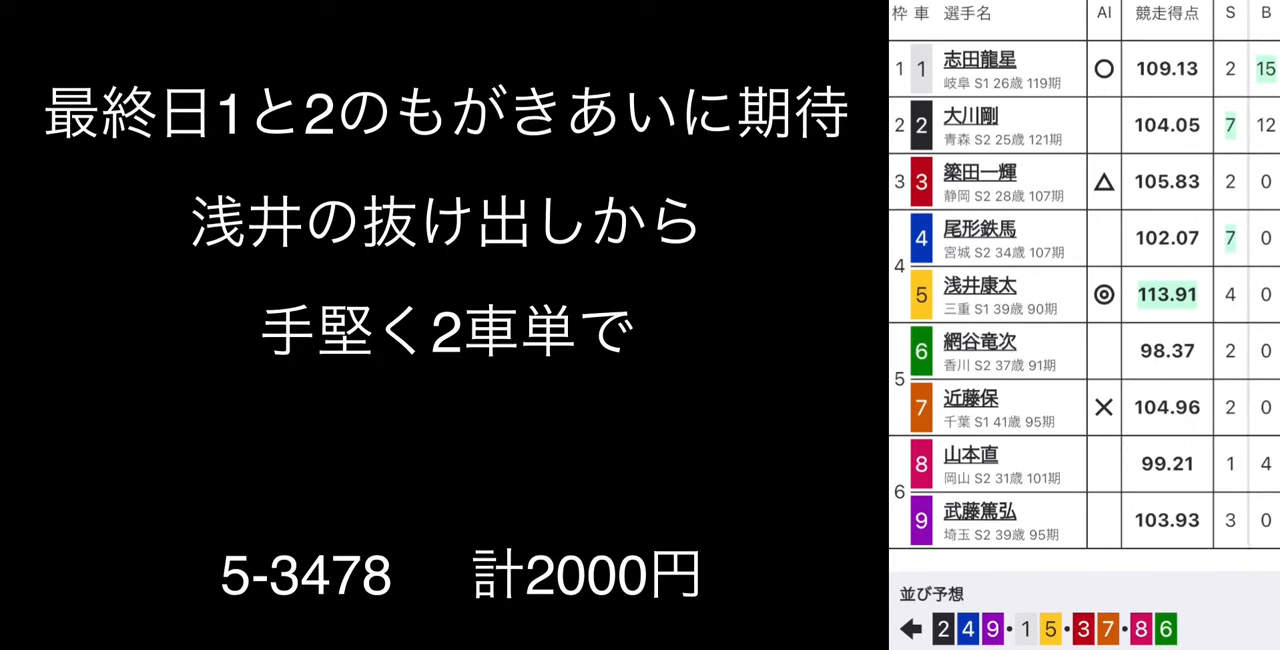 最終日1と2のもがきあいに期待
浅井の抜け出しから
手堅く2車単で
5-3478 計2000円
枠 車 選手名 AI 競走得点 S B
1 1 志田龍星 ○ 109.13 2 15
岐阜 S1 26歳 119期
2 2 大川剛 104.05 7 12
青森 S2 25歳 121期
3 3 簗田一輝 △ 105.83 2 0
静岡 S2 28歳 107期
4 4 尾形鉄馬 102.07 7 0
宮城 S2 34歳 107期
5 浅井康太 ◎ 113.91 4 0
三重 S1 39歳 90期
5 6 網谷竜次 98.37 2 0
香川 S2 37歳 91期
7 近藤保 × 104.96 2 0
千葉 S1 41歳 95期
6 8 山本直 99.21 1 4
岡山 S2 31歳 101期
9 武藤篤弘 103.93 3 0
埼玉 S2 39歳 95期
並び予想
← 2 4 9・1 5・3 7・8 6